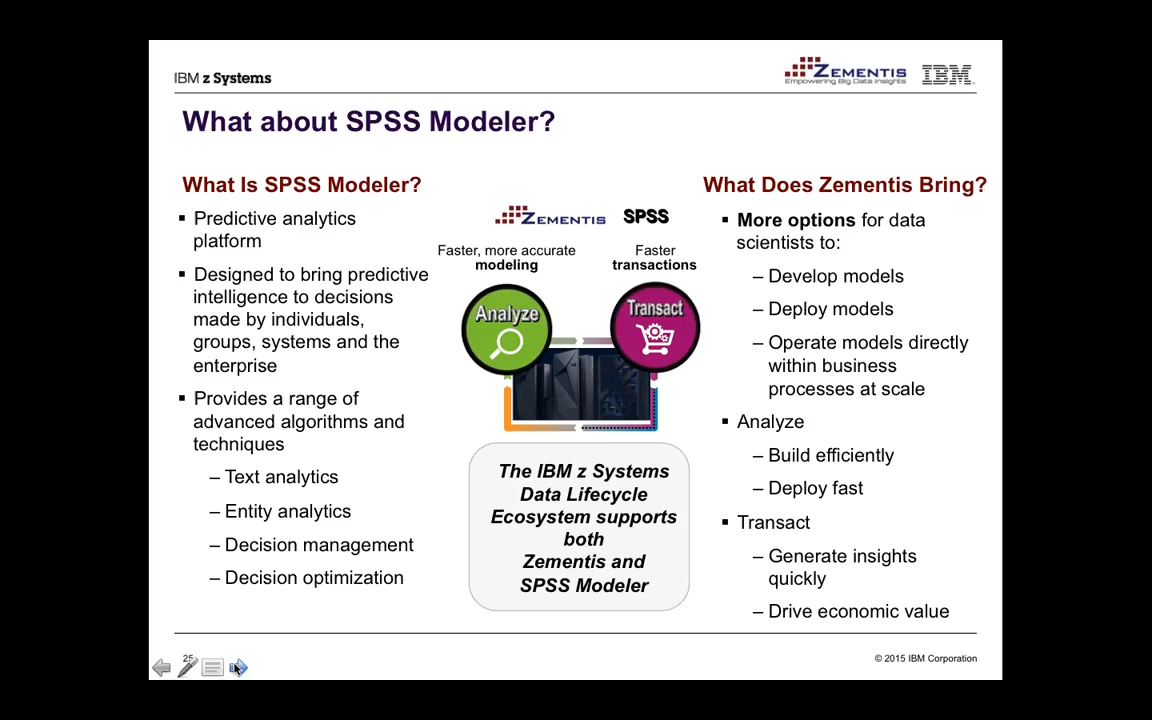 IBM z Systems
ZEMENTIS
Empowering Big Data Insights
IBM
What about SPSS Modeler?
What Is SPSS Modeler?
▪ Predictive analytics
platform
▪ Designed to bring predictive
intelligence to decisions
made by individuals,
groups, systems and the
enterprise
▪ Provides a range of
advanced algorithms and
techniques
– Text analytics
– Entity analytics
– Decision management
– Decision optimization
ZEMENTIS
SPSS
Faster, more accurate
modeling
Faster
transactions
Analyze
Transact
The IBM z Systems
Data Lifecycle
Ecosystem supports
both
Zementis and
SPSS Modeler
What Does Zementis Bring?
▪ More options for data
scientists to:
– Develop models
– Deploy models
– Operate models directly
within business
processes at scale
▪ Analyze
– Build efficiently
– Deploy fast
▪ Transact
– Generate insights
quickly
– Drive economic value
25
© 2015 IBM Corporation